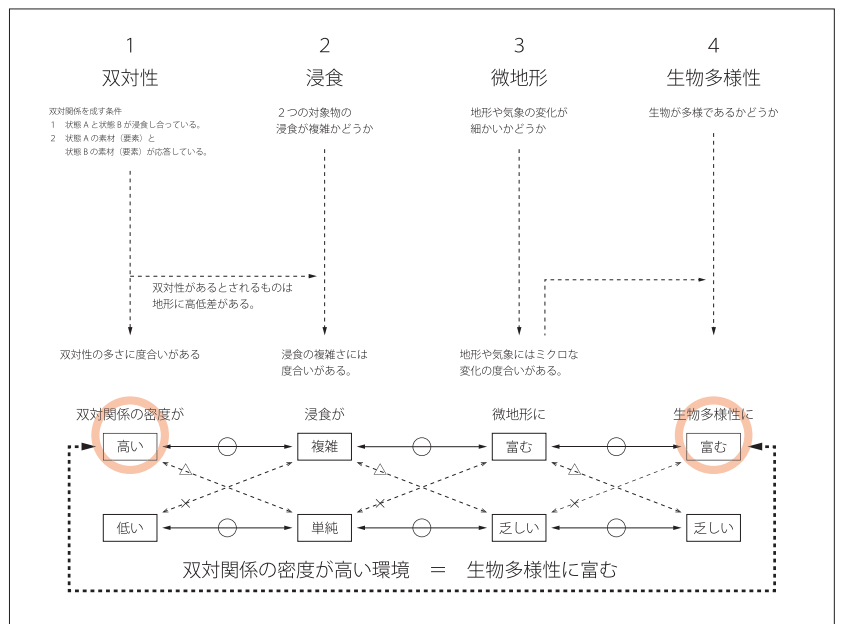 1
双対性
双対関係を成す条件
1 状態Aと状態Bが浸食し合っている。
2 状態Aの素材（要素）と
状態Bの素材（要素）が応答している。
2
浸食
2つの対象物の
浸食が複雑かどうか
3
微地形
地形や気象の変化が
細かいかどうか
4
生物多様性
生物が多様であるかどうか
双対性があるとされるものは
地形に高低差がある。
双対性の多さに度合いがある
浸食の複雑さには
度合いがある。
地形や気象にはミクロな
変化の度合いがある。
双対関係の密度が
浸食が
微地形に
生物多様性に
高い
複雑
富む
富む
低い
単純
乏しい
乏しい
双対関係の密度が高い環境 ＝ 生物多様性に富む